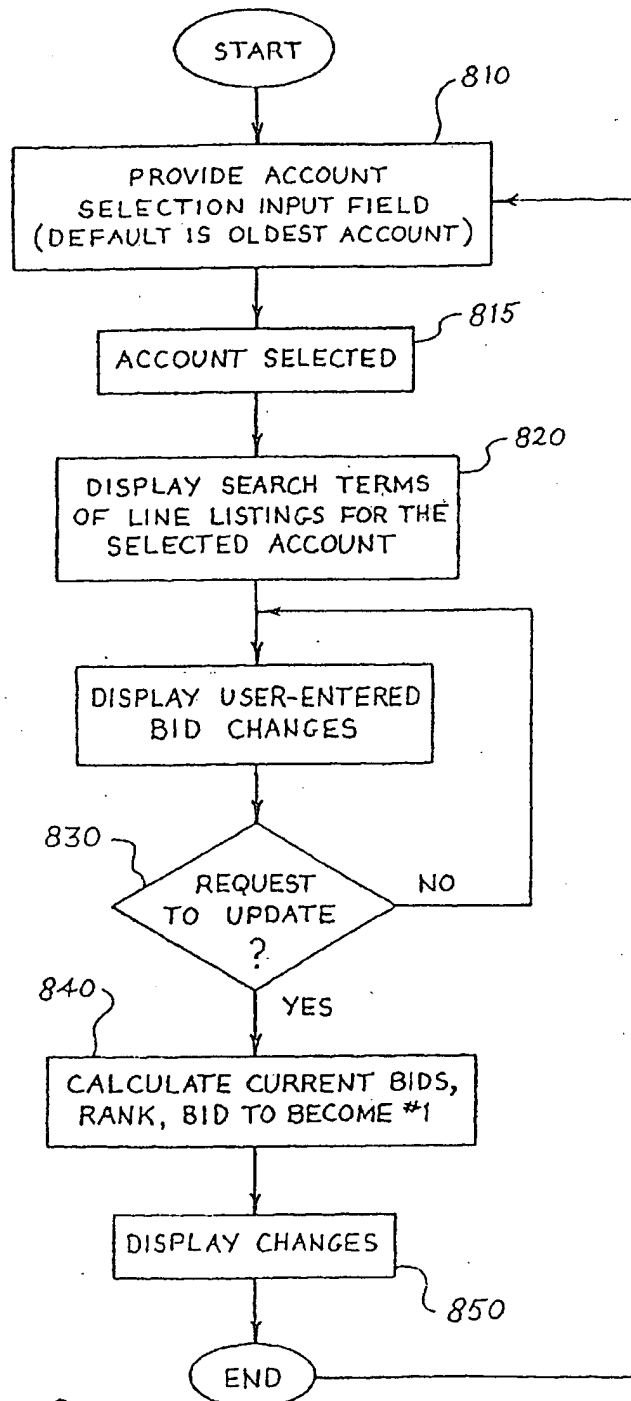 START
810
PROVIDE ACCOUNT
SELECTION INPUT FIELD
(DEFAULT IS OLDEST ACCOUNT)
815
ACCOUNT SELECTED
820
DISPLAY SEARCH TERMS
OF LINE LISTINGS FOR THE
SELECTED ACCOUNT
DISPLAY USER-ENTERED
BID CHANGES
830
REQUEST
TO UPDATE
?
NO
YES
840
CALCULATE CURRENT BIDS,
RANK, BID TO BECOME #1
DISPLAY CHANGES
850
END